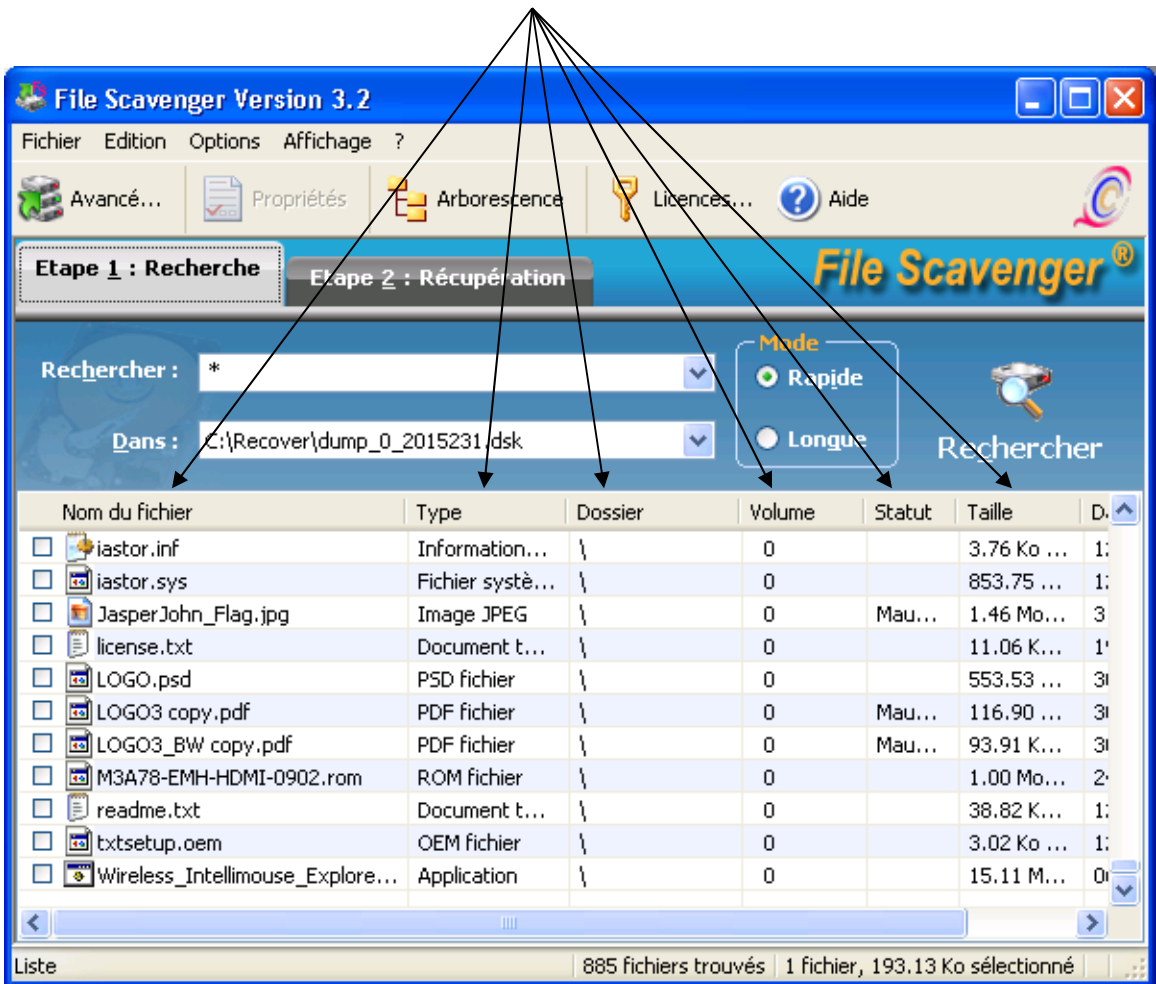 File Scavenger Version 3.2
Fichier Edition Options Affichage ?
Avancé... Propriétés Arborescence Licences... Aide
Etape 1 : Recherche Etape 2 : Récupération File Scavenger ®
Mode
Rechercher : * Rapide
Dans : C:\Recover\dump_0_2015231.dsk Longue Rechercher
Nom du fichier Type Dossier Volume Statut Taille
iastor.inf Information... \ 0 3.76 Ko ...
iastor.sys Fichier systè... \ 0 853.75 ...
JasperJohn_Flag.jpg Image JPEG \ 0 Mau... 1.46 Mo...
license.txt Document t... \ 0 11.06 K...
LOGO.psd PSD fichier \ 0 553.53 ...
LOGO3 copy.pdf PDF fichier \ 0 Mau... 116.90 ...
LOGO3_BW copy.pdf PDF fichier \ 0 Mau... 93.91 K...
M3A78-EMH-HDMI-0902.rom ROM fichier \ 0 1.00 Mo...
readme.txt Document t... \ 0 38.82 K...
txtsetup.oem OEM fichier \ 0 3.02 Ko ...
Wireless_Intellimouse_Explore... Application \ 0 15.11 M...
Liste 885 fichiers trouvés 1 fichier, 193.13 Ko sélectionné